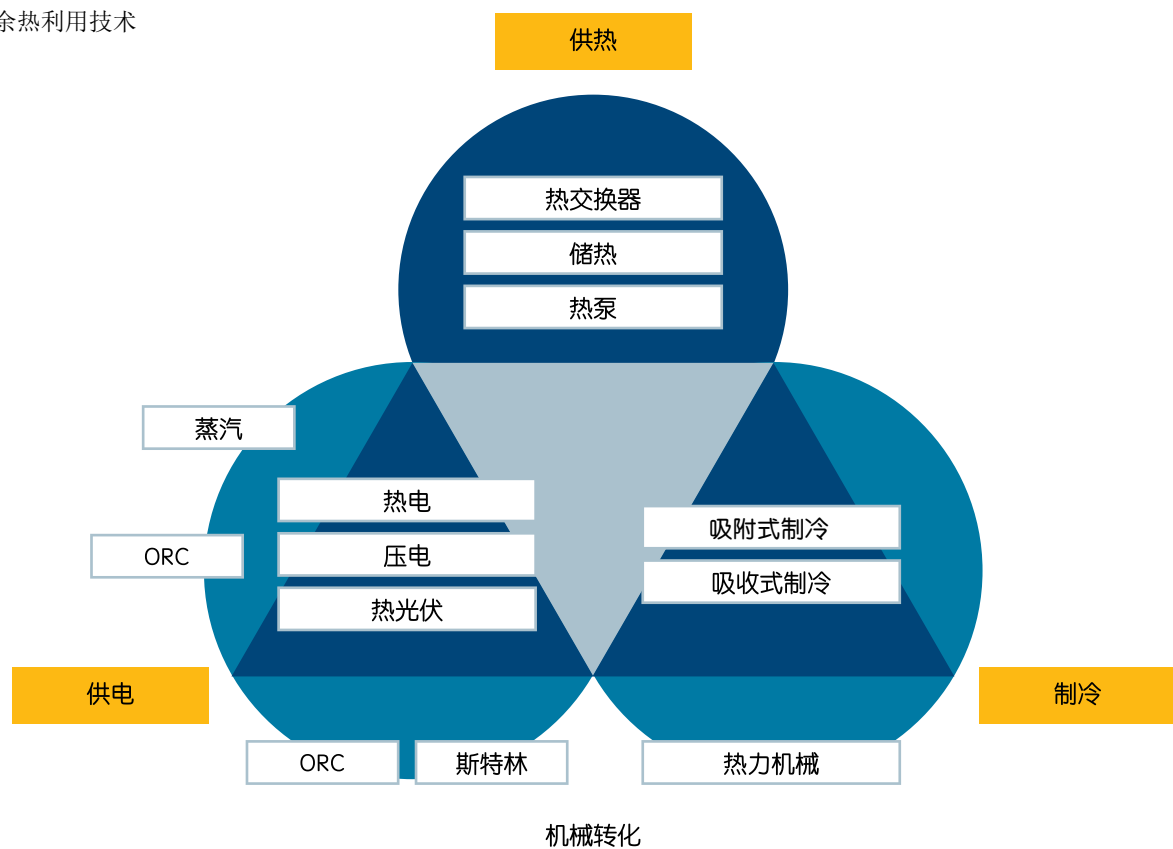 余热利用技术
供热
热交换器
储热
热泵
蒸汽
热电
压电
热光伏
ORC
吸附式制冷
吸收式制冷
供电
制冷
ORC
斯特林
热力机械
机械转化